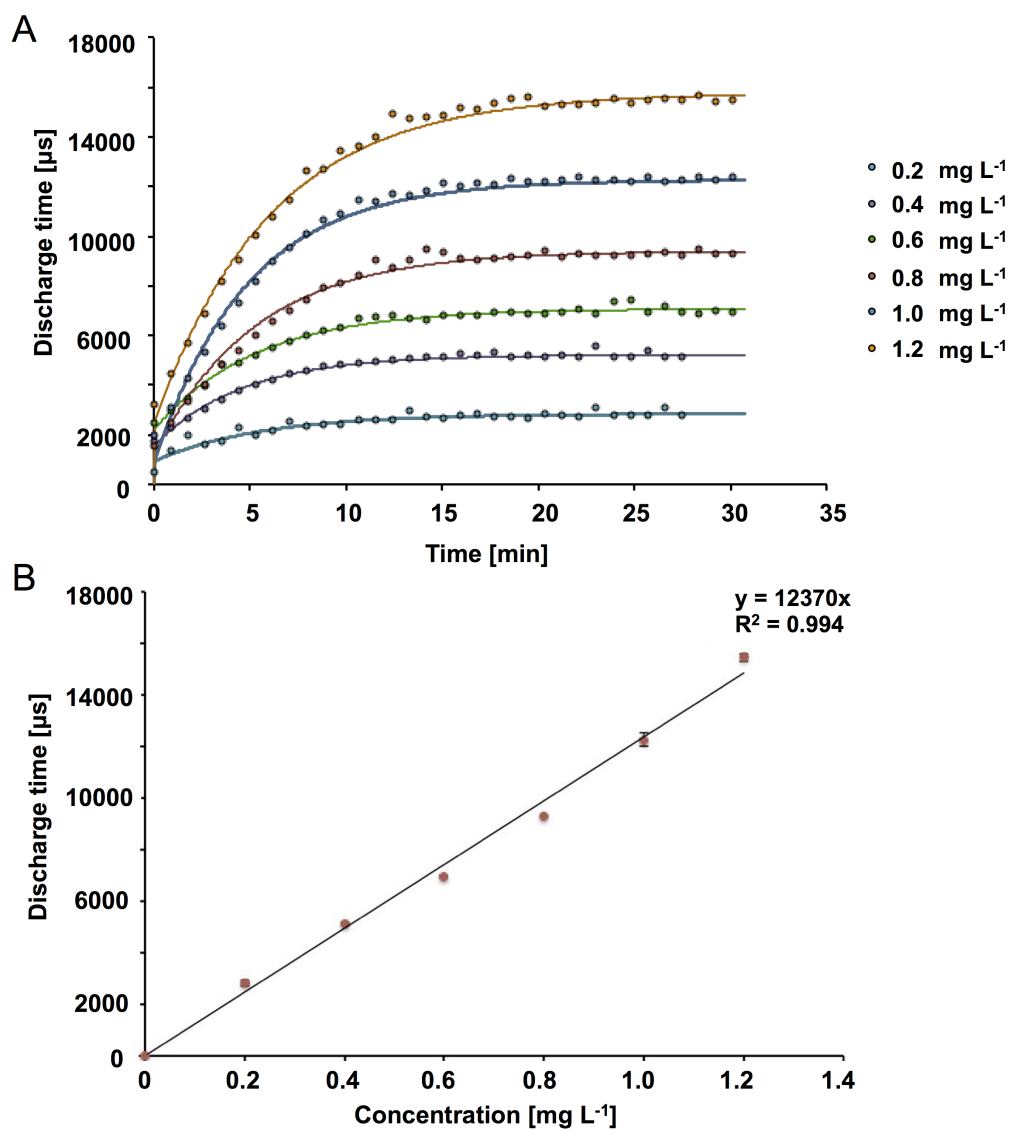 A
18000
14000
10000
6000
2000
0
Discharge time [µs]
0 5 10 15 20 25 30 35
Time [min]
0.2 mg L-1
0.4 mg L-1
0.6 mg L-1
0.8 mg L-1
1.0 mg L-1
1.2 mg L-1
B
18000
14000
10000
6000
2000
0
Discharge time [µs]
y = 12370x
R2 = 0.994
0 0.2 0.4 0.6 0.8 1.0 1.2 1.4
Concentration [mg L-1]